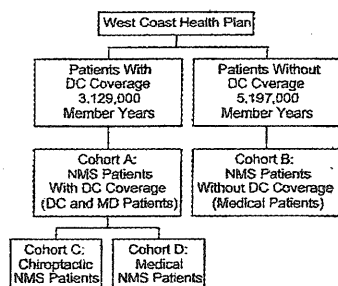 West Coast Health Plan
Patients With
DC Coverage
3,129,000
Member Years
Patients Without
DC Cverage
5,197,000
Member Years
Cohort A:
NMS Patients
With DC Coverage
(DC and MD Patients)
Cohort B:
NMS Patients
Without DC Coverage
(Medical Patients)
Cohort C:
Chiroptactic
NMS Patients
Cohort D:
Medical
NMS Patients